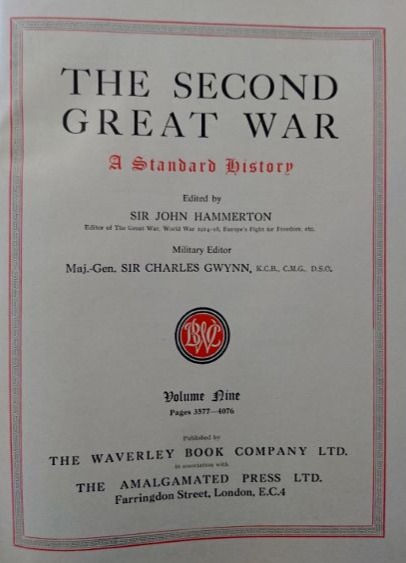 THE SECOND
GREAT WAR
A Standard History
Edited by
SIR JOHN HAMMERTON
Editor of The Great War, World War 1914-18, Europe's Fight for Freedom, etc.
Military Editor
Maj.-Gen. SIR CHARLES GWYNN, K.C.B., C.M.G., D.S.O.
WBC
Volume Nine
Pages 3577—4076
Published by
THE WAVERLEY BOOK COMPANY LTD.
in association with
THE AMALGAMATED PRESS LTD.
Farringdon Street, London, E.C.4